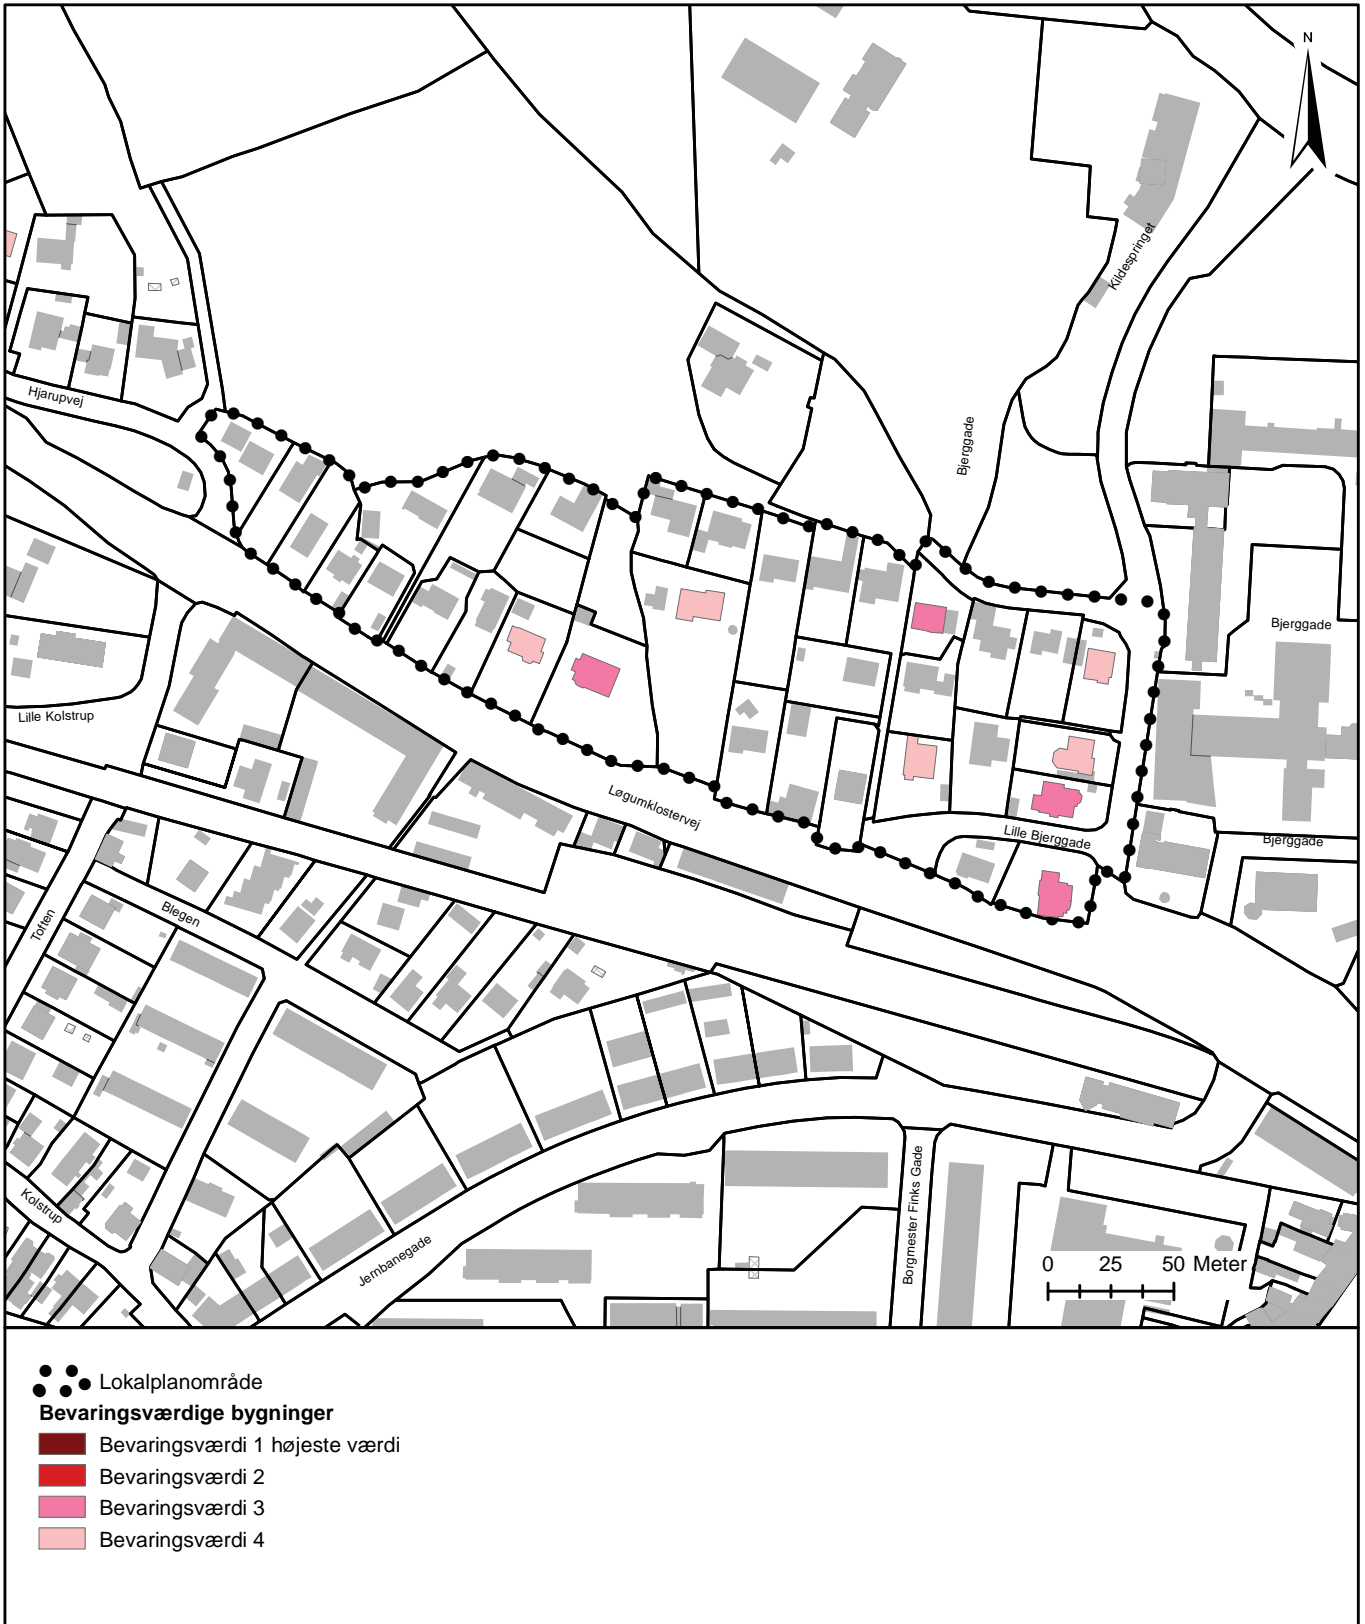 N
Kildespringet
Hjarupvej
Bjerggade
Bjerggade
Lille Kolstrup
Løgumklostervej
Lille Bjerggade
Bjerggade
Toften
Blegen
Kolstrup
Jernbanegade
Borgmester Finks Gade
0 25 50 Meter
Lokalplanområde
Bevaringsværdige bygninger
Bevaringsværdi 1 højeste værdi
Bevaringsværdi 2
Bevaringsværdi 3
Bevaringsværdi 4